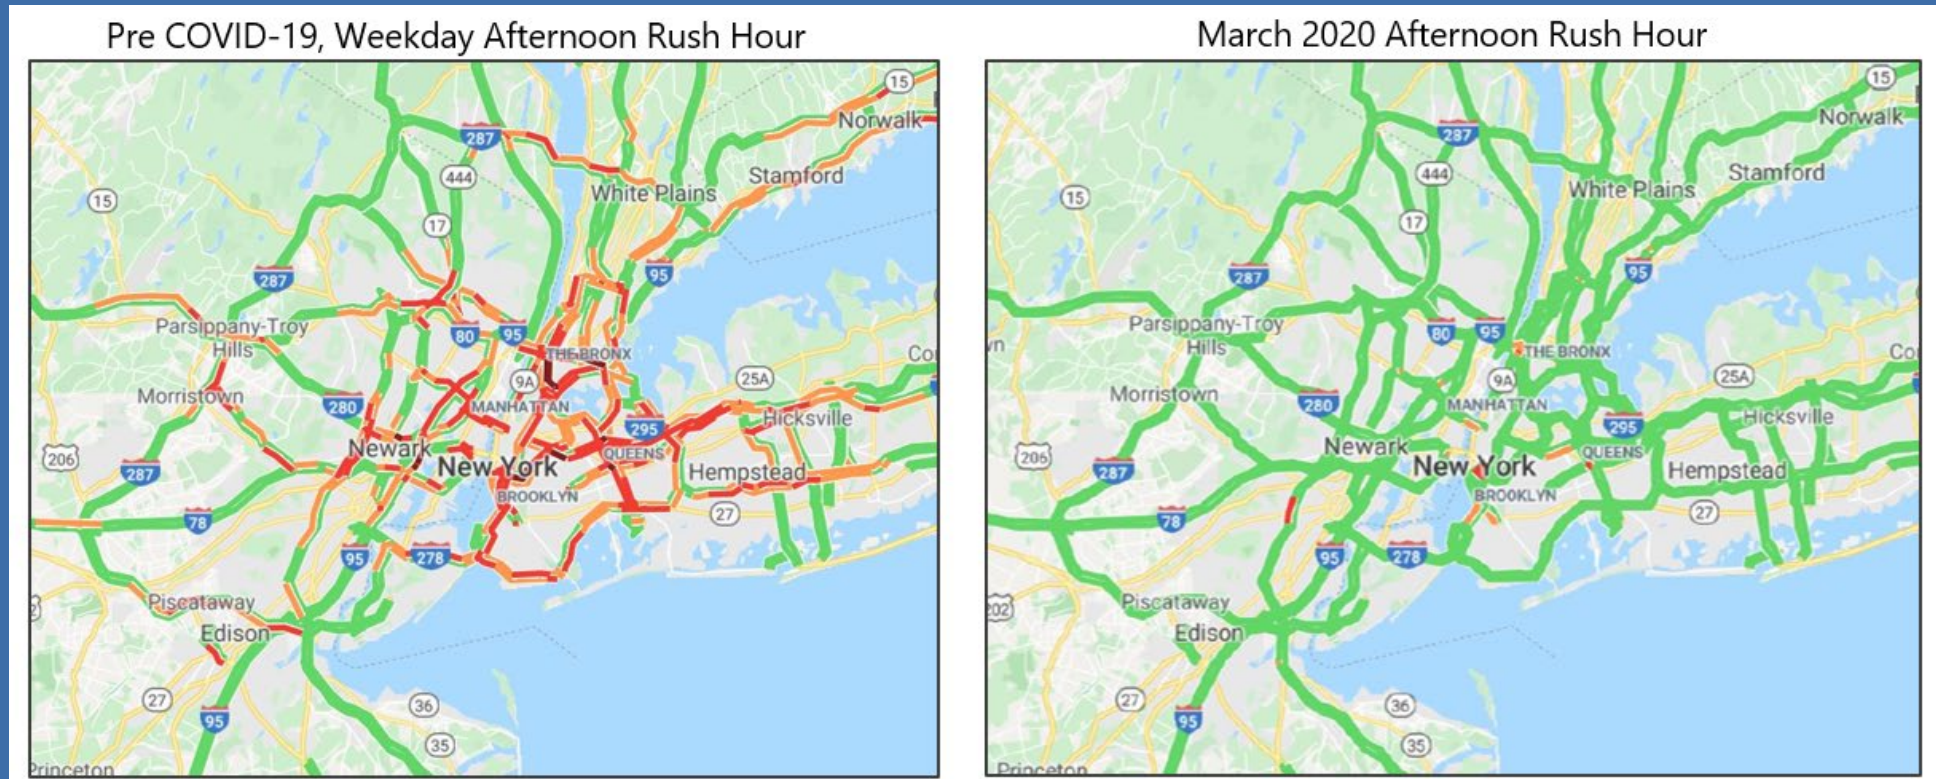 Pre COVID-19, Weekday Afternoon Rush Hour
15
Norwalk
287
444
Stamford
White Plains
15
17
287
95
Parsippany-Troy
Hills
80
95
THE BRONX
Co
9A
25A
Morristown
280
MANHATTAN
Hicksville
295
206
Newark
QUEENS
New York
Hempstead
287
BROOKLYN
27
78
95
278
Piscataway
Edison
27
36
95
35
Princeton
March 2020 Afternoon Rush Hour
15
Norwalk
287
444
Stamford
White Plains
15
17
287
95
Parsippany-Troy
Hills
80
95
THE BRONX
Co
wn
9A
25A
Morristown
280
MANHATTAN
Hicksville
295
206
Newark
QUEENS
New York
Hempstead
287
BROOKLYN
27
78
95
278
Piscataway
202
Edison
27
36
95
35
Princeton